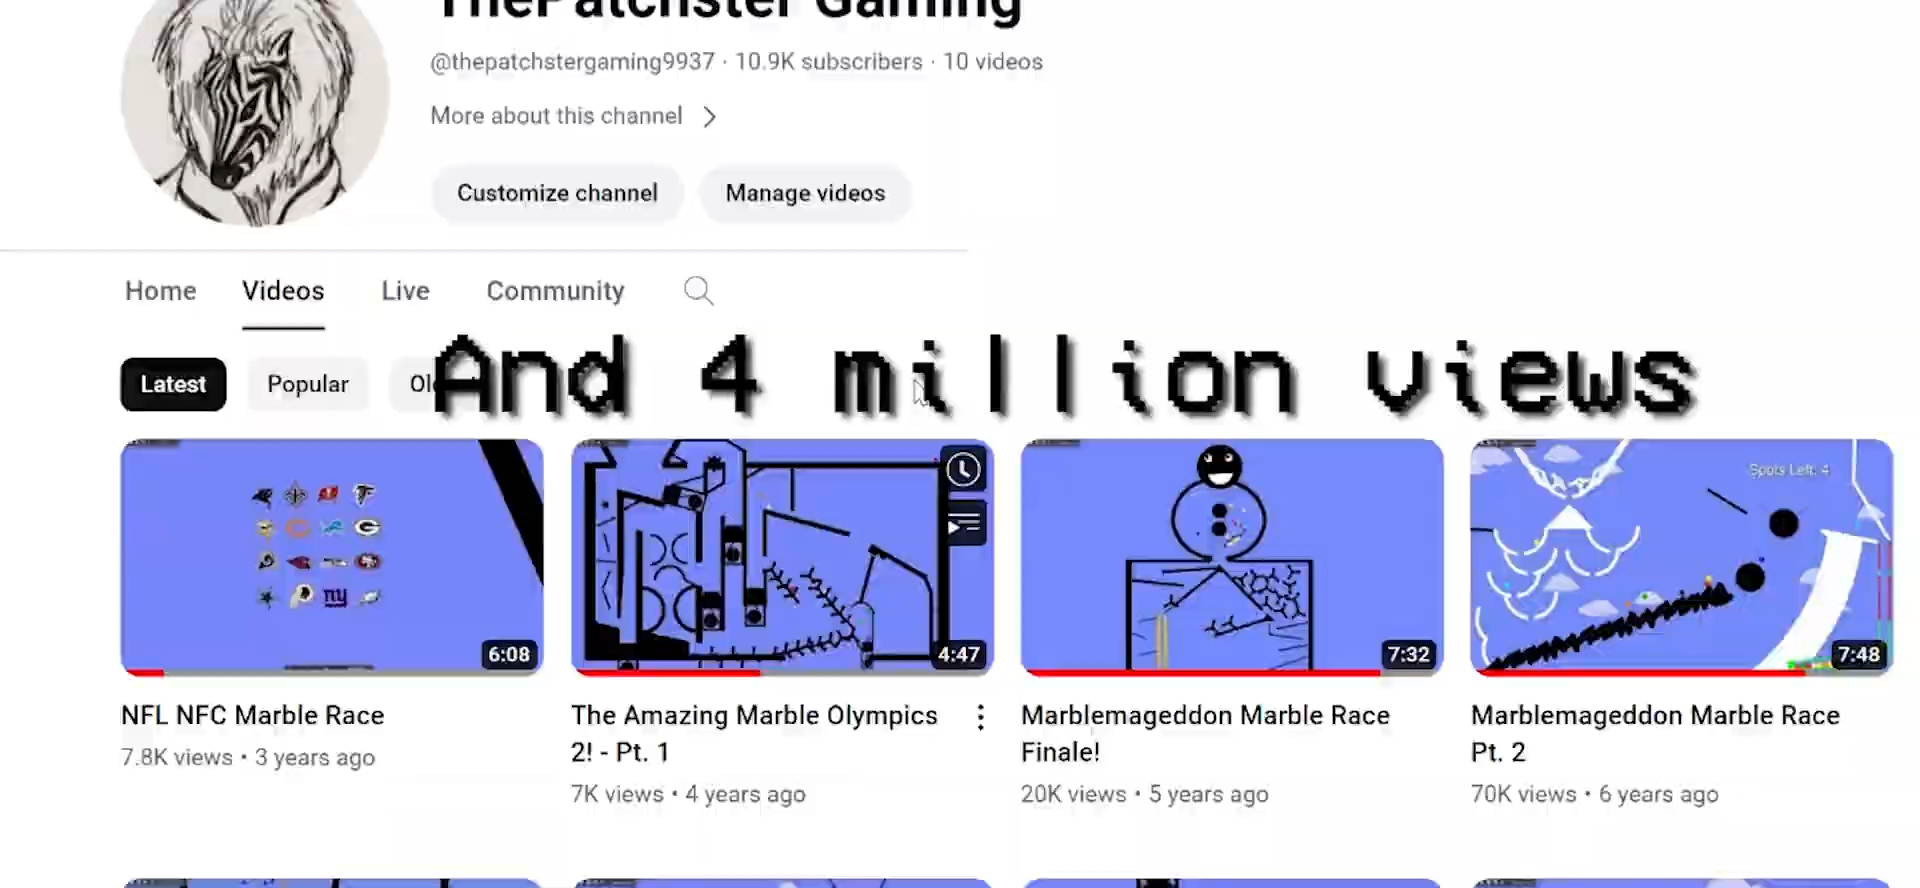 ThePatchster Gaming
@thepatchstergaming9937 · 10.9K subscribers · 10 videos
More about this channel
Customize channel
Manage videos
Home
Videos
Live
Community
Latest
Popular
And 4 million views
Spots Left: 4
6:08
4:47
7:32
7:48
NFL NFC Marble Race
7.8K views • 3 years ago
The Amazing Marble Olympics
2! - Pt. 1
7K views • 4 years ago
Marblemageddon Marble Race
Finale!
20K views • 5 years ago
Marblemageddon Marble Race
Pt. 2
70K views • 6 years ago